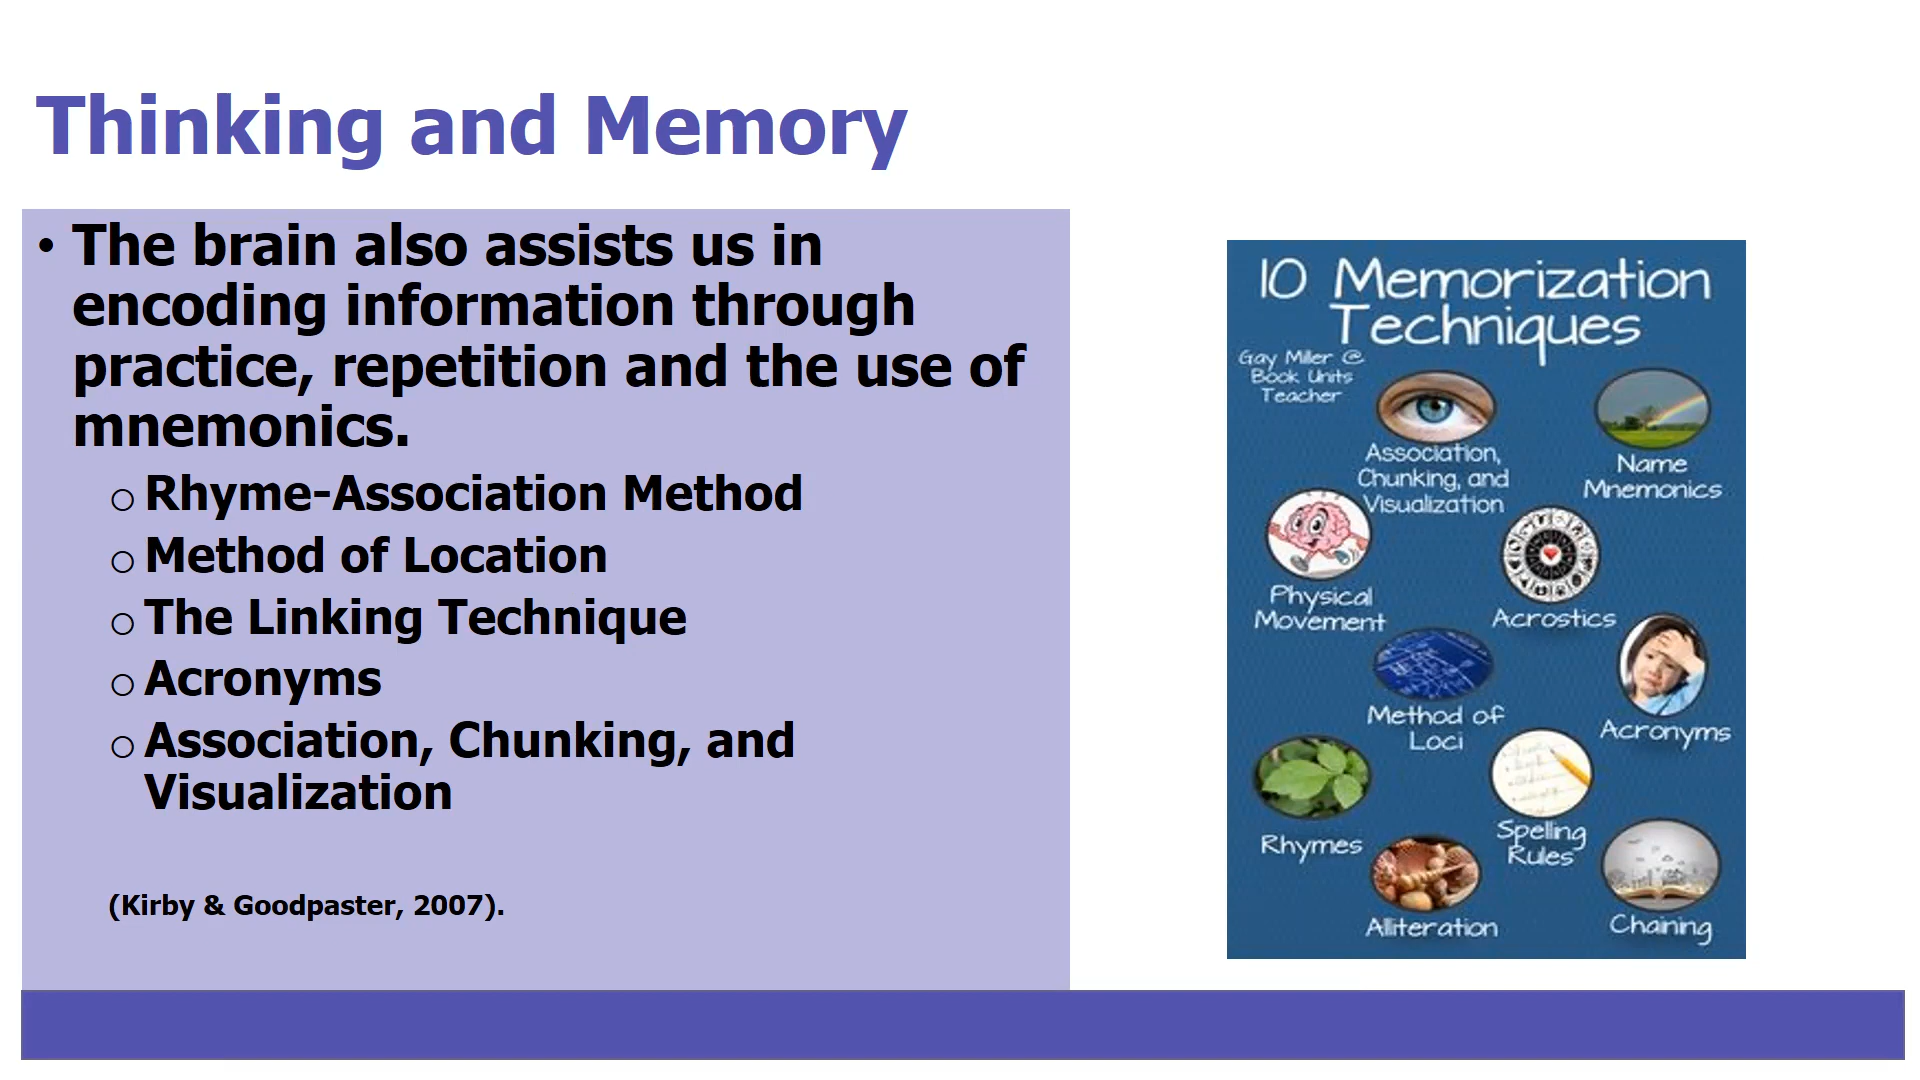 Thinking and Memory
• The brain also assists us in
encoding information through
practice, repetition and the use of
mnemonics.
o Rhyme-Association Method
o Method of Location
o The Linking Technique
o Acronyms
o Association, Chunking, and
Visualization
(Kirby & Goodpaster, 2007).
10 Memorization
Techniques
Gay Miller @
Book Units
Teacher
Association,
Chunking, and
Visualization
Name
Mnemonics
Physical
Movement
Acrostics
Method of
Loci
Acronyms
Rhymes
Spelling
Rules
Alliteration
Chaining